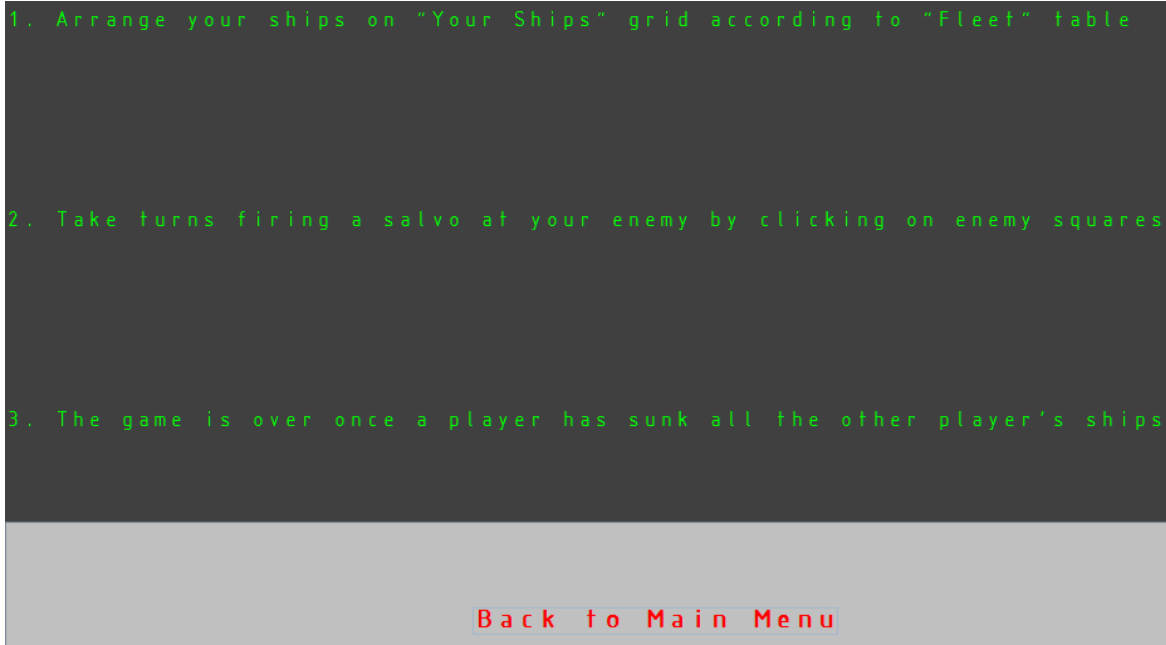 1. Arrange your ships on "Your Ships" grid according to "Fleet" table
2. Take turns firing a salvo at your enemy by clicking on enemy squares
3. The game is over once a player has sunk all the other player's ships
Back to Main Menu